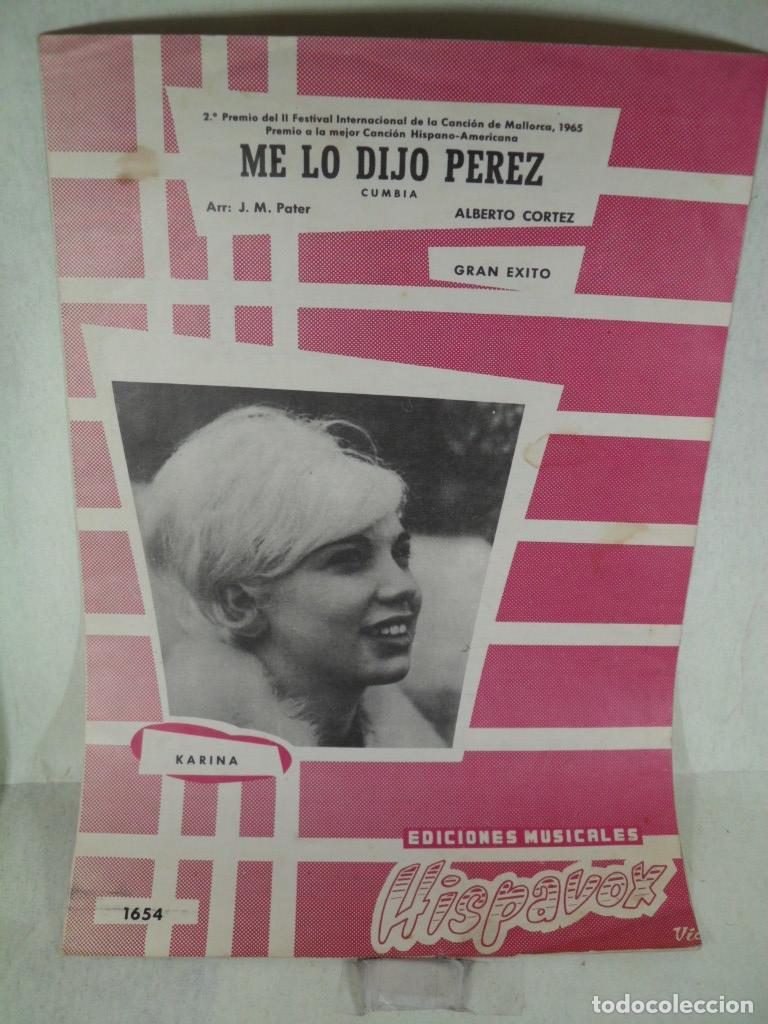 2.º Premio del II Festival Internacional de la Canción de Mallorca, 1965
Premio a la mejor Canción Hispano-Americana
ME LO DIJO PEREZ
CUMBIA
Arr: J. M. Pater
ALBERTO CORTEZ
GRAN EXITO
KARINA
EDICIONES MUSICALES
Hispavox
1654
todocoleccion